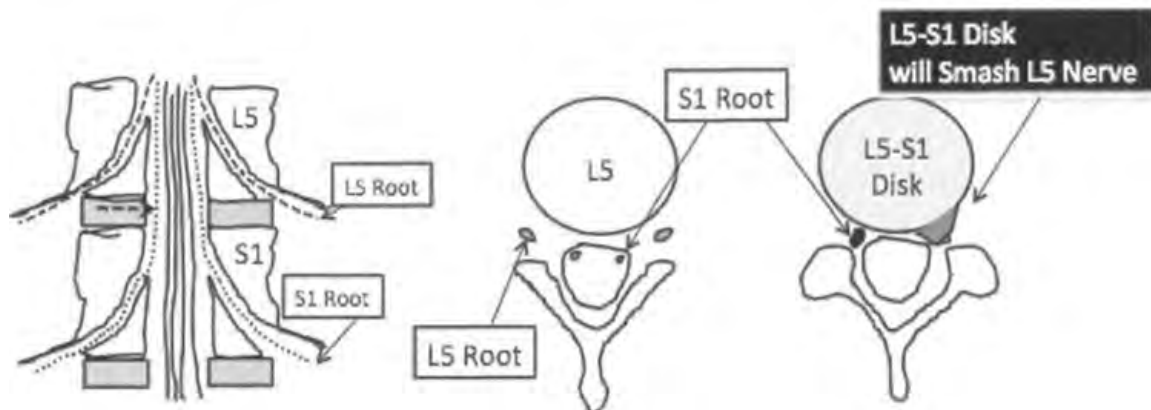 L5
L5 Root
S1
S1 Root
S1 Root
L5
L5 Root
L5-S1 Disk
will Smash L5 Nerve
L5-S1
Disk